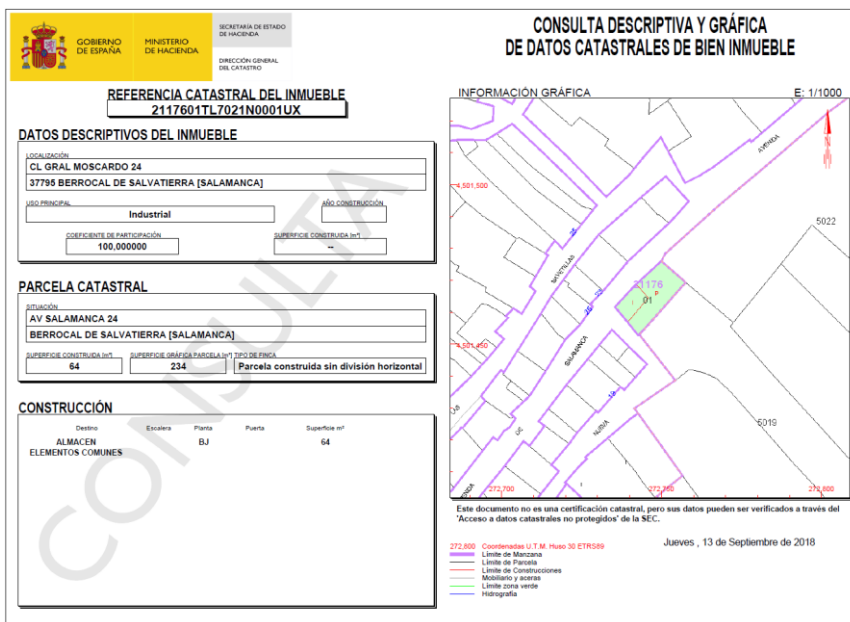 GOBIERNO
DE ESPAÑA
MINISTERIO
DE HACIENDA
SECRETARÍA DE ESTADO
DE HACIENDA
DIRECCIÓN GENERAL
DEL CATASTRO
CONSULTA DESCRIPTIVA Y GRÁFICA
DE DATOS CATASTRALES DE BIEN INMUEBLE
REFERENCIA CATASTRAL DEL INMUEBLE
2117601TL7021N0001UX
DATOS DESCRIPTIVOS DEL INMUEBLE
LOCALIZACIÓN
CL GRAL MOSCARDO 24
37795 BERROCAL DE SALVATIERRA [SALAMANCA]
USO PRINCIPAL
Industrial
AÑO CONSTRUCCIÓN
COEFICIENTE DE PARTICIPACIÓN
100,000000
SUPERFICIE CONSTRUIDA [m²]
--
PARCELA CATASTRAL
SITUACIÓN
AV SALAMANCA 24
BERROCAL DE SALVATIERRA [SALAMANCA]
SUPERFICIE CONSTRUIDA [m²]
64
SUPERFICIE GRÁFICA PARCELA [m²]
234
TIPO DE FINCA
Parcela construida sin división horizontal
CONSTRUCCIÓN
Destino Escalera Planta Puerta Superficie m²
ALMACEN BJ 64
ELEMENTOS COMUNES
CONSULTA
INFORMACIÓN GRÁFICA E: 1/1000
AVENIDA
N
4,501,500
5022
21176
P
01
I
4,501,450
SALAMANCA
DE
NUEVA
5019
272,700
272,800
Este documento no es una certificación catastral, pero sus datos pueden ser verificados a través del
'Acceso a datos catastrales no protegidos' de la SEC.
Jueves , 13 de Septiembre de 2018
272,800 Coordenadas U.T.M. Huso 30 ETRS89
Límite de Manzana
Límite de Parcela
Límite de Construcciones
Mobiliario y aceras
Límite zona verde
Hidrografía